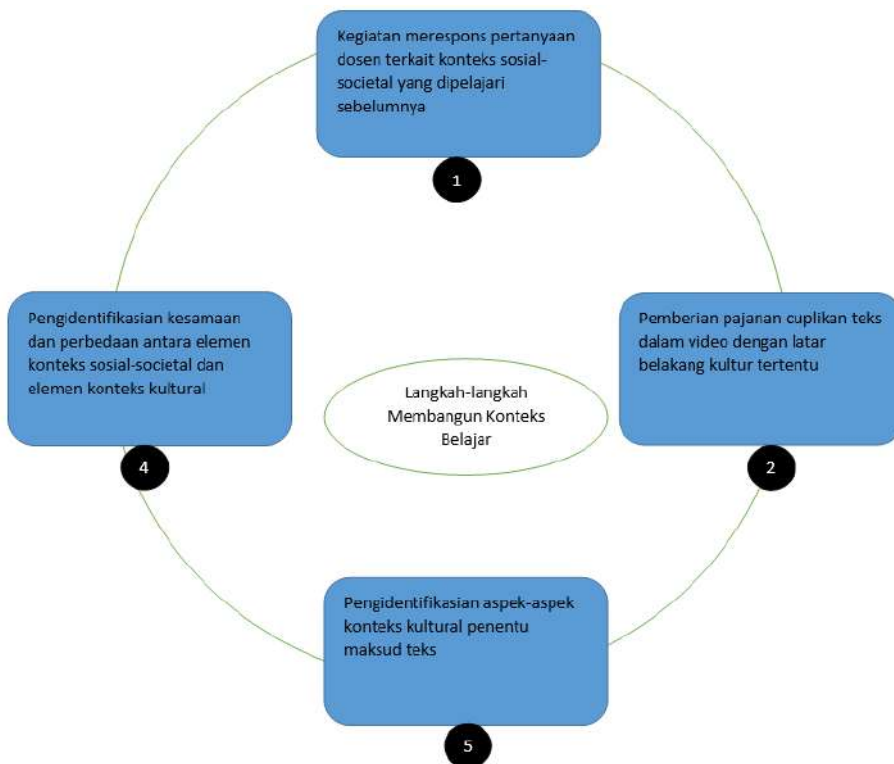 Kegiatan merespons pertanyaan
dosen terkait konteks sosial-
societal yang dipelajari
sebelumnya
1
Pemberian pajanan cuplikan teks
dalam video dengan latar
belakang kultur tertentu
2
Pengidentifikasian aspek-aspek
konteks kultural penentu
maksud teks
5
Pengidentifikasian kesamaan
dan perbedaan antara elemen
konteks sosial-societal dan
elemen konteks kultural
4
Langkah-langkah
Membangun Konteks
Belajar